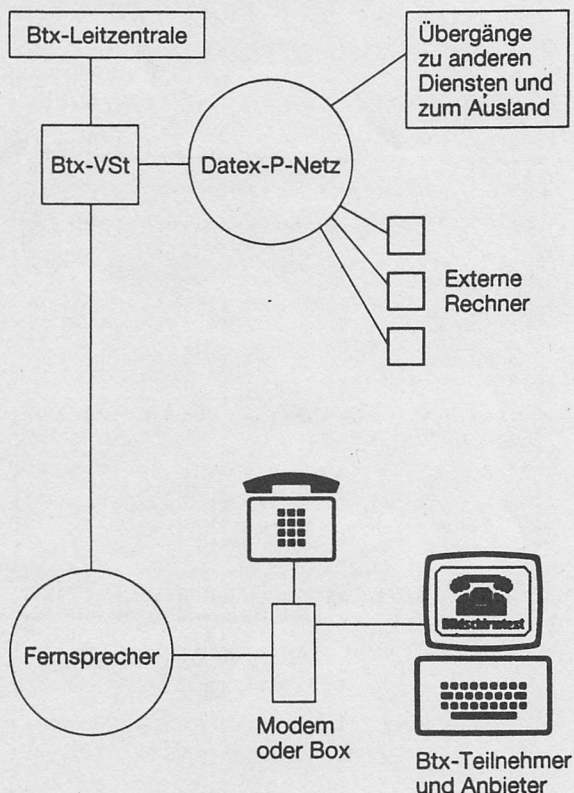 Btx-Leitzentrale
Übergänge
zu anderen
Diensten und
zum Ausland
Btx-VSt
Datex-P-Netz
Externe
Rechner
Fernsprecher
Modem
oder Box
Bildschirmtext
Btx-Teilnehmer
und Anbieter